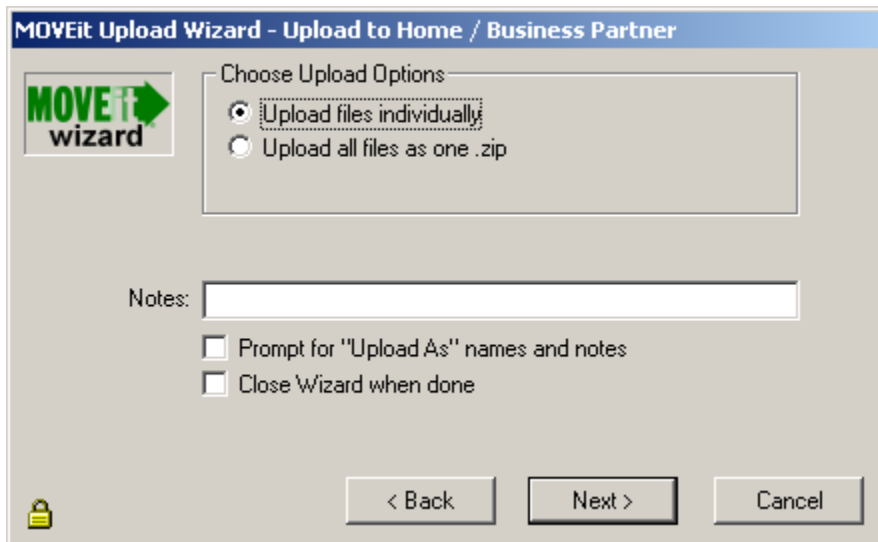 MOVEit Upload Wizard - Upload to Home / Business Partner
MOVEit
wizard
Choose Upload Options
Upload files individually
Upload all files as one .zip
Notes:
Prompt for "Upload As" names and notes
Close Wizard when done
< Back
Next >
Cancel